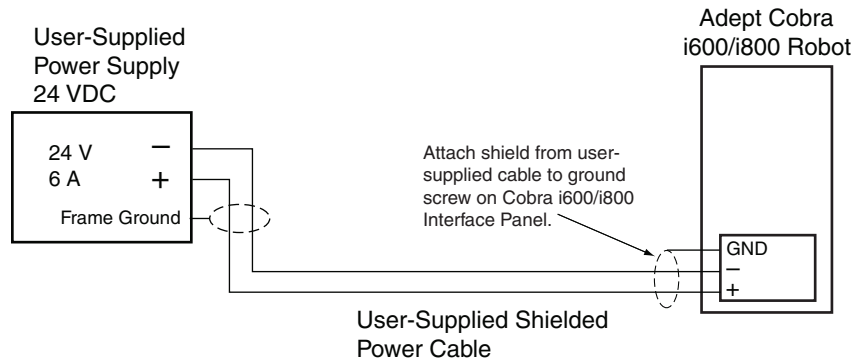 User-Supplied
Power Supply
24 VDC
24 V −
6 A +
Frame Ground
Adept Cobra
i600/i800 Robot
Attach shield from user-
supplied cable to ground
screw on Cobra i600/i800
Interface Panel.
GND
−
+
User-Supplied Shielded
Power Cable